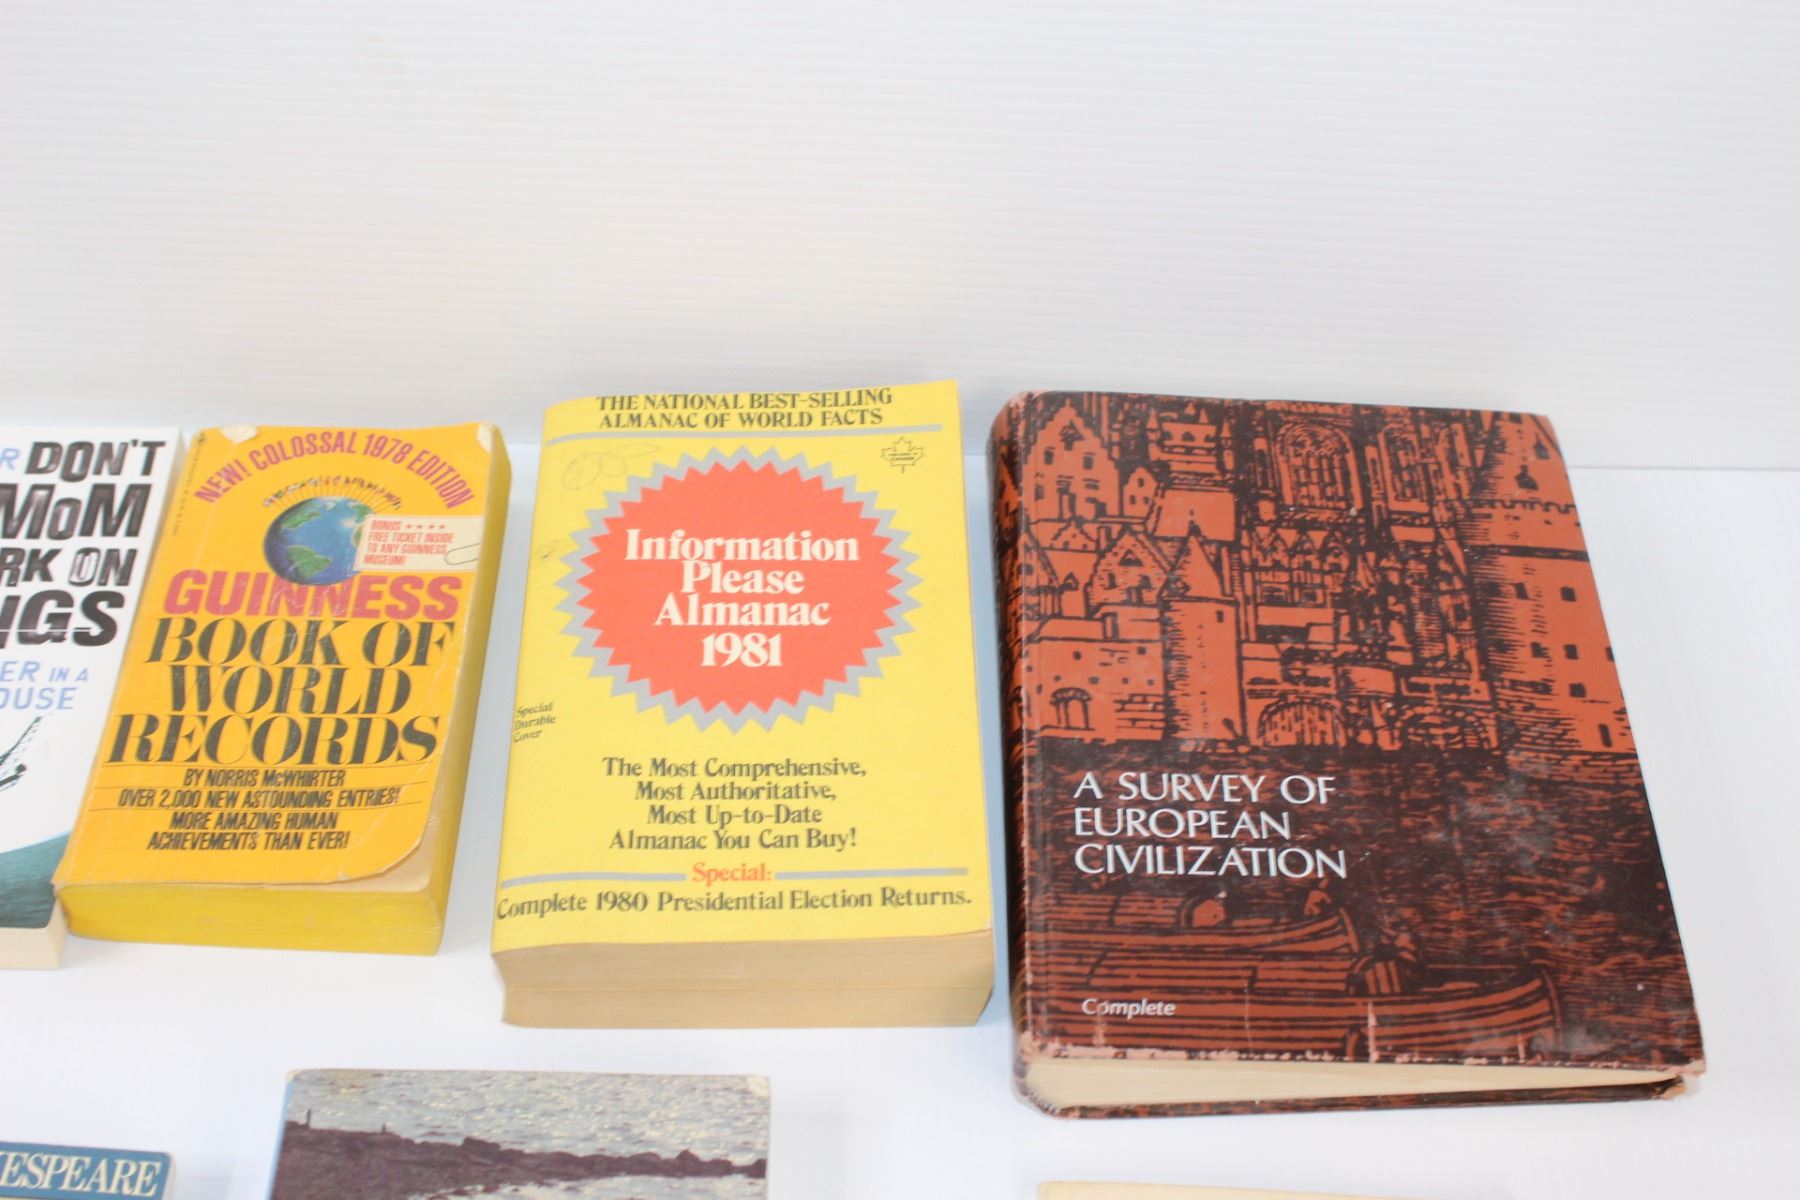 R DON'T
MOM
RK ON
IGS
ER IN A
OUSE
NEW! COLOSSAL 1978 EDITION
BONUS ★★★★
FREE TICKET INSIDE
TO ANY GUINNESS
MUSEUM!
GUINNESS
BOOK OF
WORLD
RECORDS
BY NORRIS McWHIRTER
OVER 2,000 NEW ASTOUNDING ENTRIES!
MORE AMAZING HUMAN
ACHIEVEMENTS THAN EVER!
THE NATIONAL BEST-SELLING
ALMANAC OF WORLD FACTS
Information
Please
Almanac
1981
Special
Durable
Cover
The Most Comprehensive,
Most Authoritative,
Most Up-to-Date
Almanac You Can Buy!
Special:
Complete 1980 Presidential Election Returns.
A SURVEY OF
EUROPEAN
CIVILIZATION
Complete
ESPEARE